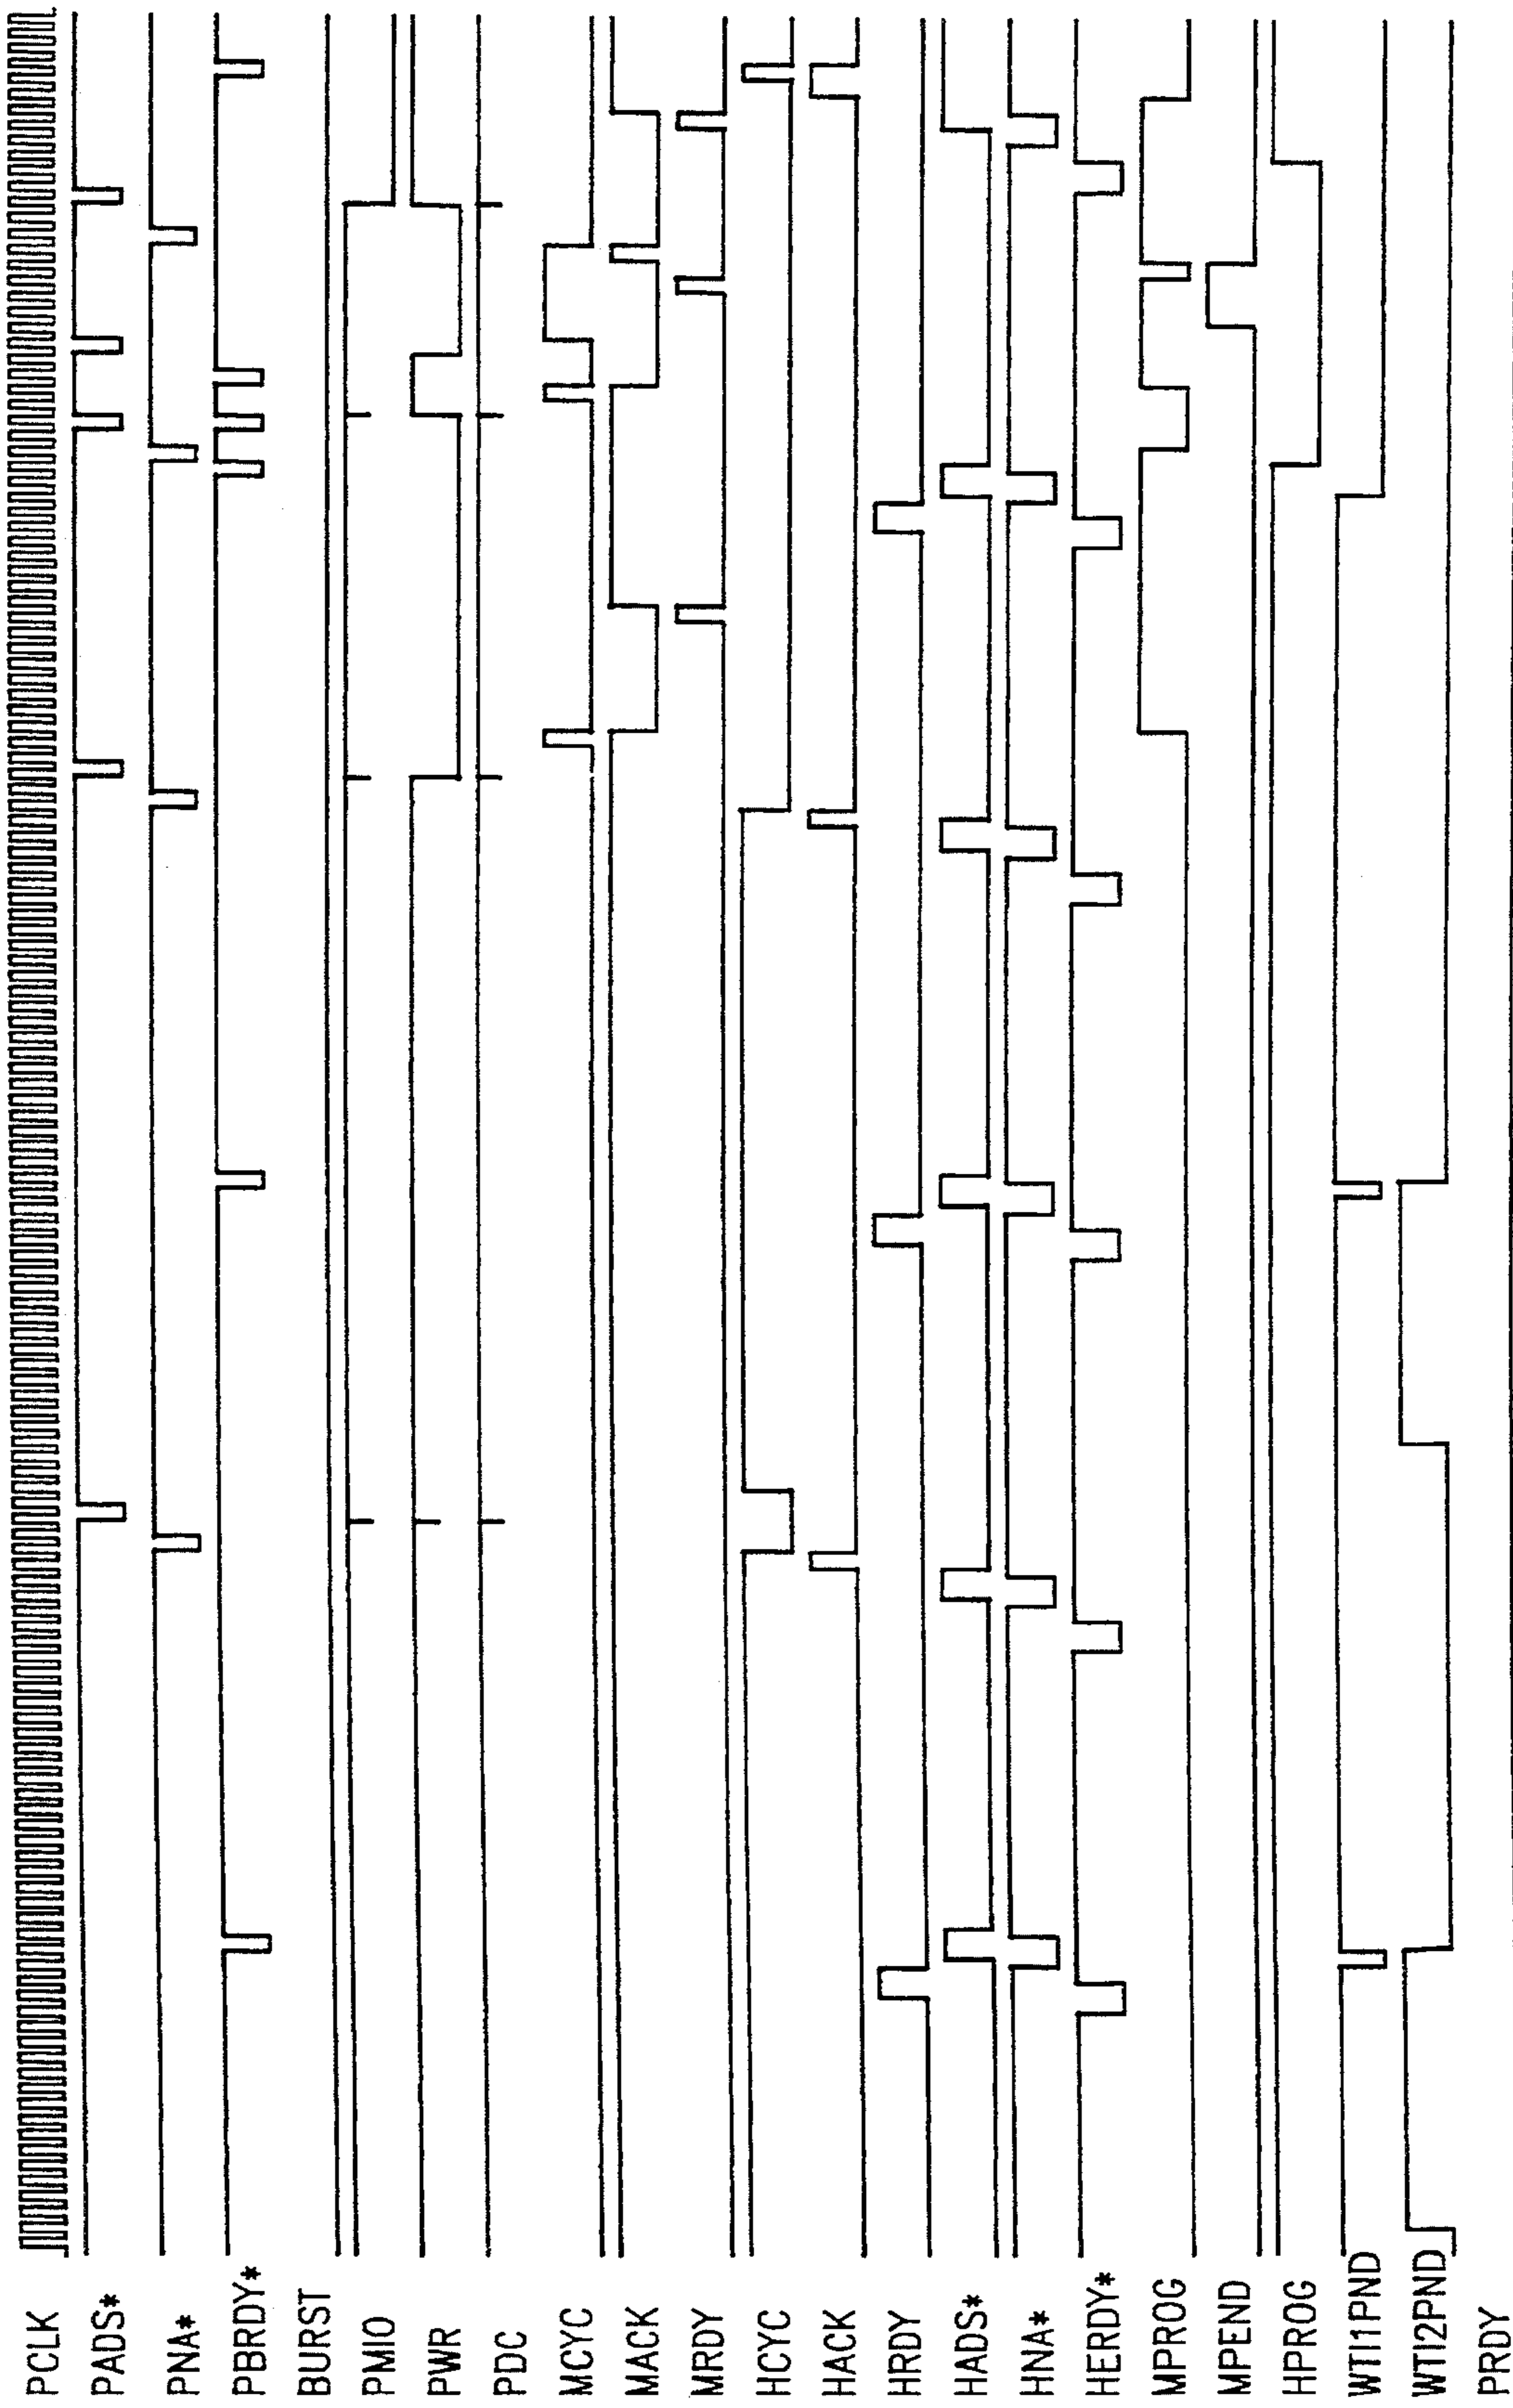 PCLK
PADS*
PNA*
PBRDY*
BURST
PMIO
PWR
PDC
MCYC
MACK
MRDY
HCYC
HACK
HRDY
HADS*
HNA*
HERDY*
MPROG
MPEND
HPROG
WTI1PND
WTI2PND
PRDY